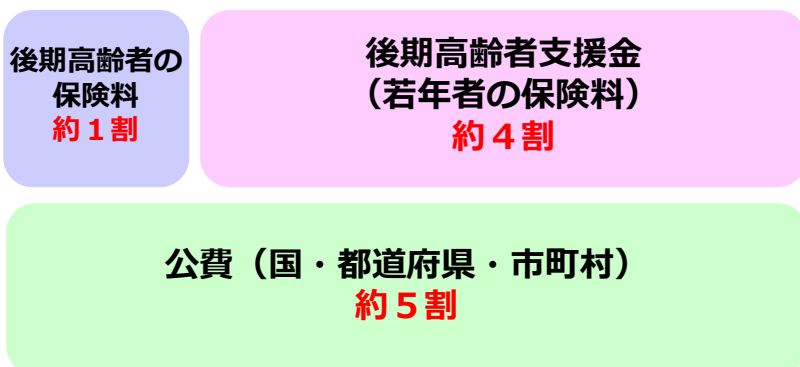 後期高齢者の
保険料
約１割
後期高齢者支援金
（若年者の保険料）
約４割
公費（国・都道府県・市町村）
約５割